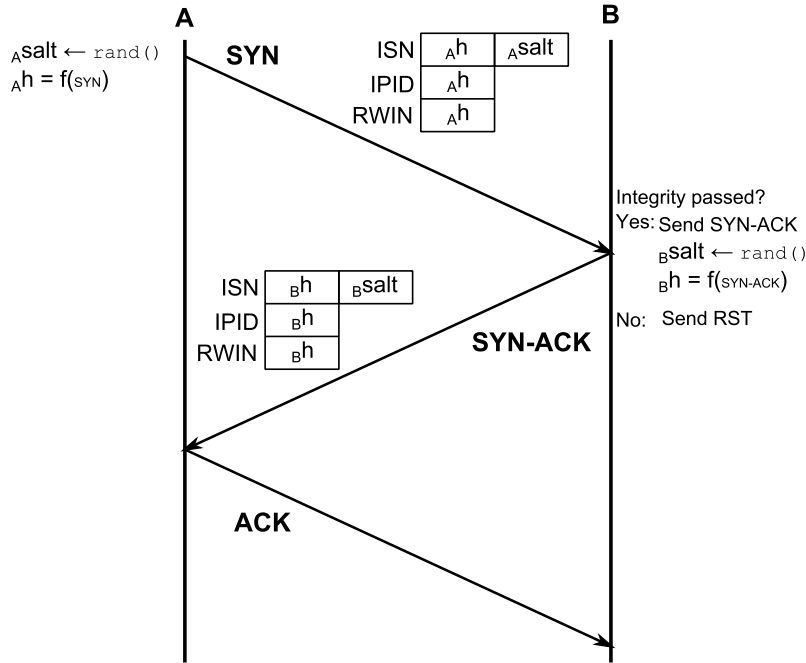 A
B
Asalt ← rand()
Ah = f(SYN)
SYN
ISN Ah Asalt
IPID Ah
RWIN Ah
Integrity passed?
Yes: Send SYN-ACK
Bsalt ← rand()
Bh = f(SYN-ACK)
No: Send RST
ISN Bh Bsalt
IPID Bh
RWIN Bh
SYN-ACK
ACK